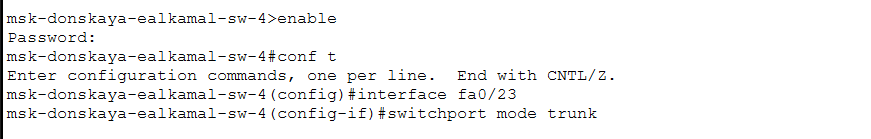 msk-donskaya-ealkamal-sw-4>enable
Password:
msk-donskaya-ealkamal-sw-4#conf t
Enter configuration commands, one per line.  End with CNTL/Z.
msk-donskaya-ealkamal-sw-4(config)#interface fa0/23
msk-donskaya-ealkamal-sw-4(config-if)#switchport mode trunk